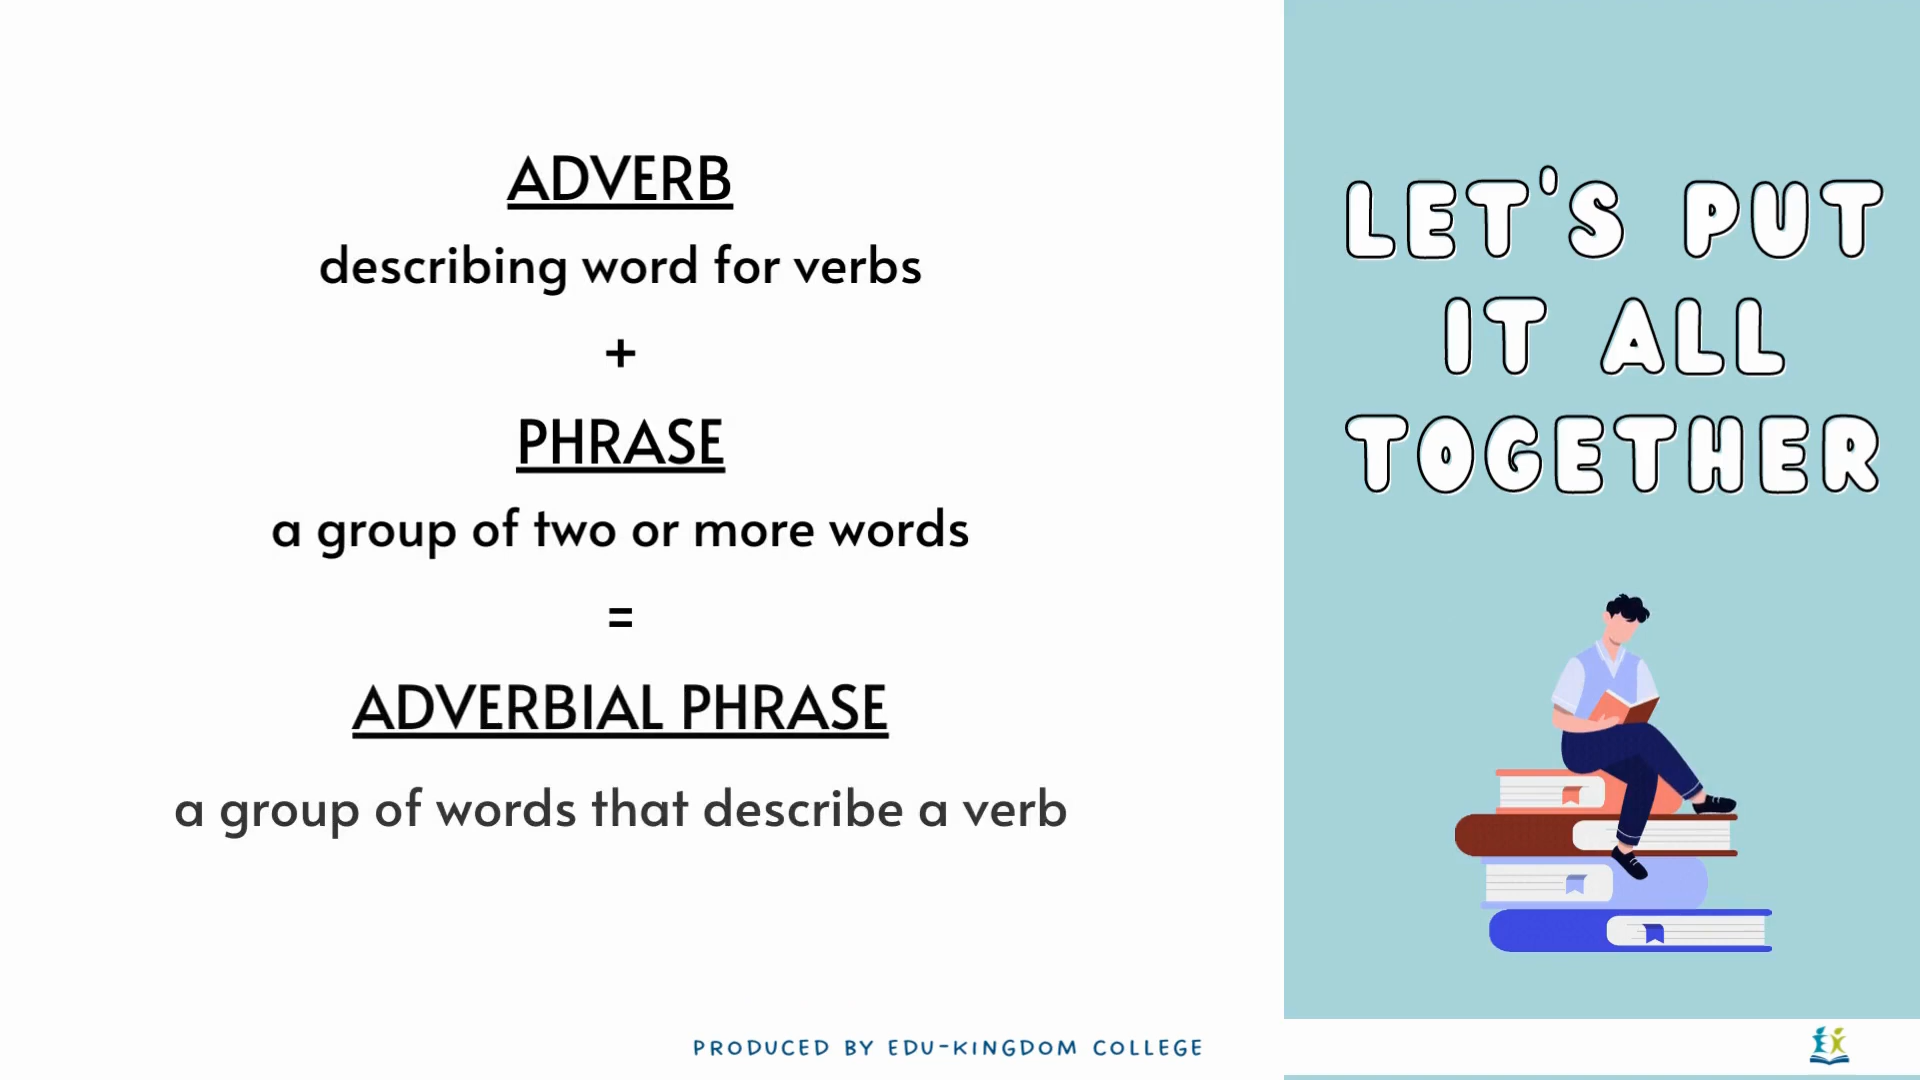 ADVERB
describing word for verbs
+
PHRASE
a group of two or more words
=
ADVERBIAL PHRASE
a group of words that describe a verb
LET'S PUT
IT ALL
TOGETHER
PRODUCED BY EDU-KINGDOM COLLEGE